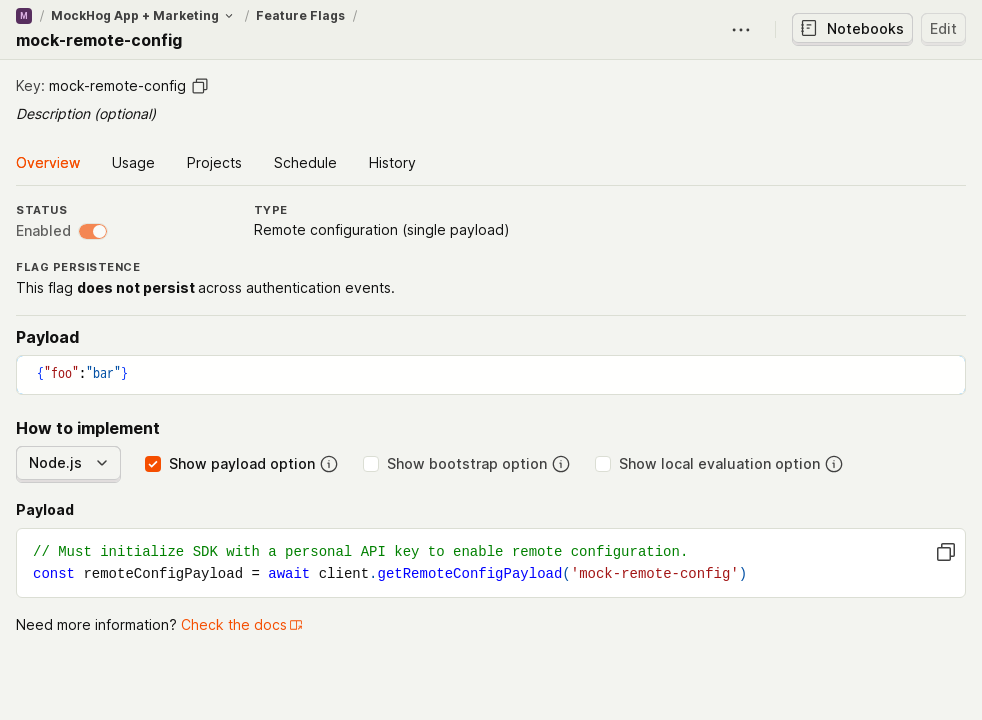 M / MockHog App + Marketing / Feature Flags /
mock-remote-config
Notebooks
Edit
Key: mock-remote-config
Description (optional)
Overview Usage Projects Schedule History
STATUS TYPE
Enabled Remote configuration (single payload)
FLAG PERSISTENCE
This flag does not persist across authentication events.
Payload
{"foo":"bar"}
How to implement
Node.js Show payload option Show bootstrap option Show local evaluation option
Payload
// Must initialize SDK with a personal API key to enable remote configuration.
const remoteConfigPayload = await client.getRemoteConfigPayload('mock-remote-config')
Need more information? Check the docs